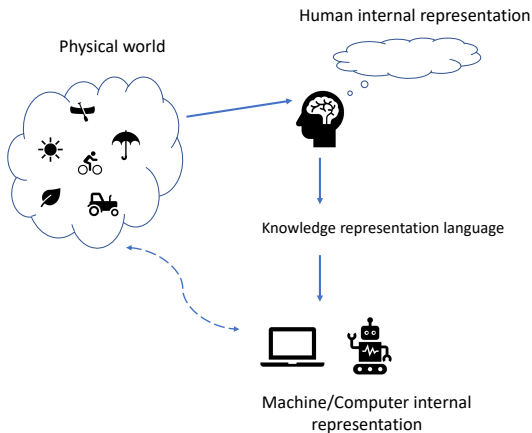 Human internal representation
Physical world
Knowledge representation language
Machine/Computer internal
representation